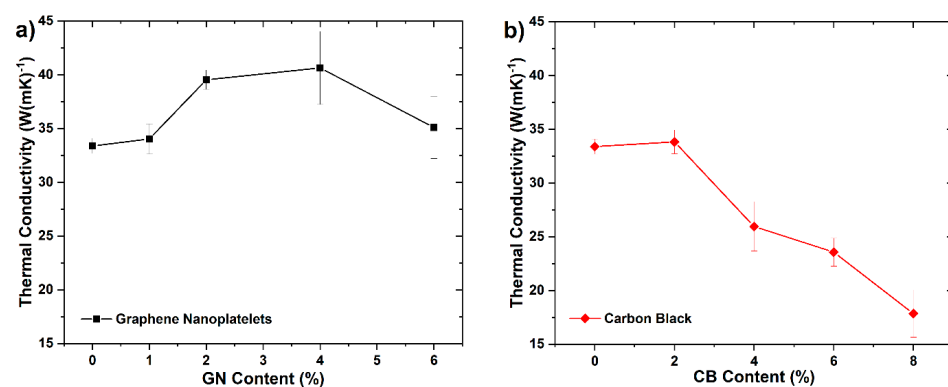 a)
Thermal Conductivity (W(mK)⁻¹)
45
40
35
30
25
20
15
Graphene Nanoplatelets
0 1 2 3 4 5 6
GN Content (%)
b)
Thermal Conductivity (W(mK)⁻¹)
45
40
35
30
25
20
15
Carbon Black
0 2 4 6 8
CB Content (%)